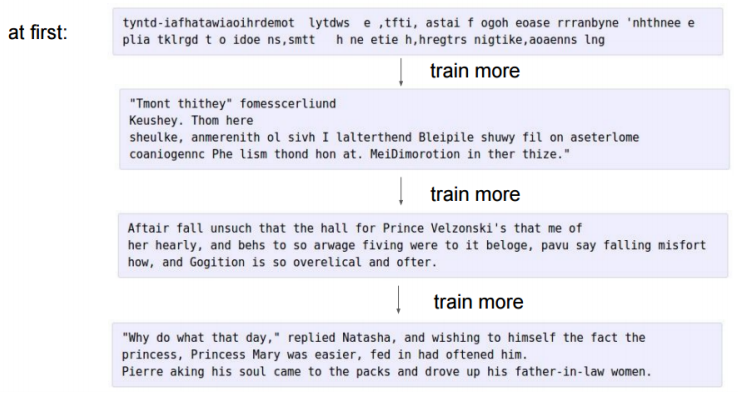 at first:
tyntd-iafhatawiaoihrdemot lytdws e ,tfti, astai f ogoh eoase rrranbyne 'nhthnee e
plia tklrgd t o idoe ns,smtt h ne etie h,hregtrs nigtike,aoaenns lng
train more
"Tmont thithey" fomesscerliund
Keushey. Thom here
sheulke, anmerenith ol sivh I lalterthend Bleipile shuwy fil on aseterlome
coaniogennc Phe lism thond hon at. MeiDimorotion in ther thize."
train more
Aftair fall unsuch that the hall for Prince Velzonski's that me of
her hearly, and behs to so arwage fiving were to it beloge, pavu say falling misfort
how, and Gogition is so overelical and ofter.
train more
"Why do what that day," replied Natasha, and wishing to himself the fact the
princess, Princess Mary was easier, fed in had oftened him.
Pierre aking his soul came to the packs and drove up his father-in-law women.